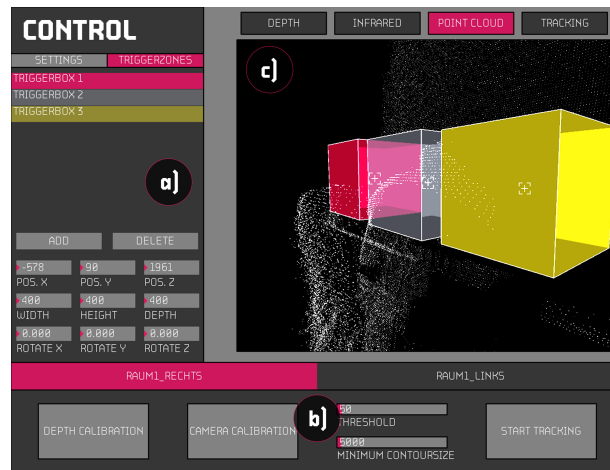 CONTROL
DEPTH INFRARED POINT CLOUD TRACKING
SETTINGS TRIGGERZONES
TRIGGERBOX 1
TRIGGERBOX 2
TRIGGERBOX 3
c)
a)
ADD DELETE
-578 90 1961
POS. X POS. Y POS. Z
400 400 400
WIDTH HEIGHT DEPTH
0.000 0.000 0.000
ROTATE X ROTATE Y ROTATE Z
RAUM1_RECHTS RAUM1_LINKS
b)
50
THRESHOLD
DEPTH CALIBRATION CAMERA CALIBRATION START TRACKING
5000
MINIMUM CONTOURSIZE